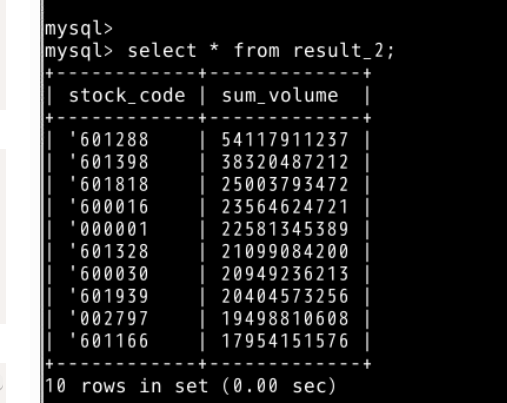 mysql>
mysql> select * from result_2;
+------------+-------------+
| stock_code | sum_volume  |
+------------+-------------+
| '601288    | 54117911237 |
| '601398    | 38320487212 |
| '601818    | 25003793472 |
| '600016    | 23564624721 |
| '000001    | 22581345389 |
| '601328    | 21099084200 |
| '600030    | 20949236213 |
| '601939    | 20404573256 |
| '002797    | 19498810608 |
| '601166    | 17954151576 |
+------------+-------------+
10 rows in set (0.00 sec)